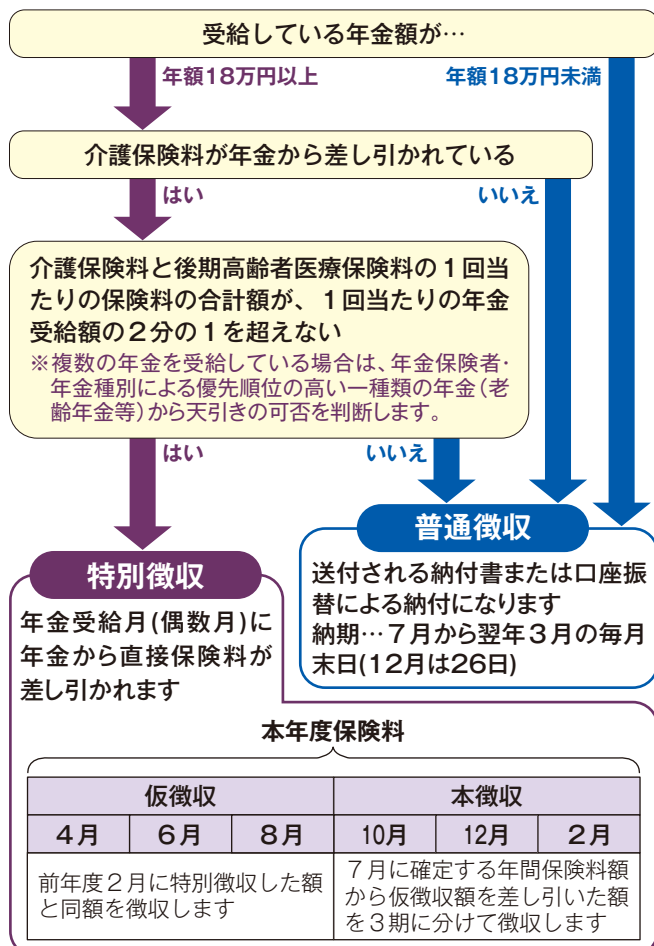 受給している年金額が…
年額18万円以上
年額18万円未満
介護保険料が年金から差し引かれている
はい
いいえ
介護保険料と後期高齢者医療保険料の１回当
たりの保険料の合計額が、１回当たりの年金
受給額の２分の１を超えない
※複数の年金を受給している場合は、年金保険者・
年金種別による優先順位の高い一種類の年金（老
齢年金等）から天引きの可否を判断します。
はい
いいえ
普通徴収
送付される納付書または口座振
替による納付になります
納期…７月から翌年３月の毎月
末日(12月は26日)
特別徴収
年金受給月(偶数月)に
年金から直接保険料が
差し引かれます
本年度保険料
仮徴収
本徴収
４月
６月
８月
10月
12月
２月
前年度２月に特別徴収した額
と同額を徴収します
７月に確定する年間保険料額
から仮徴収額を差し引いた額
を３期に分けて徴収します